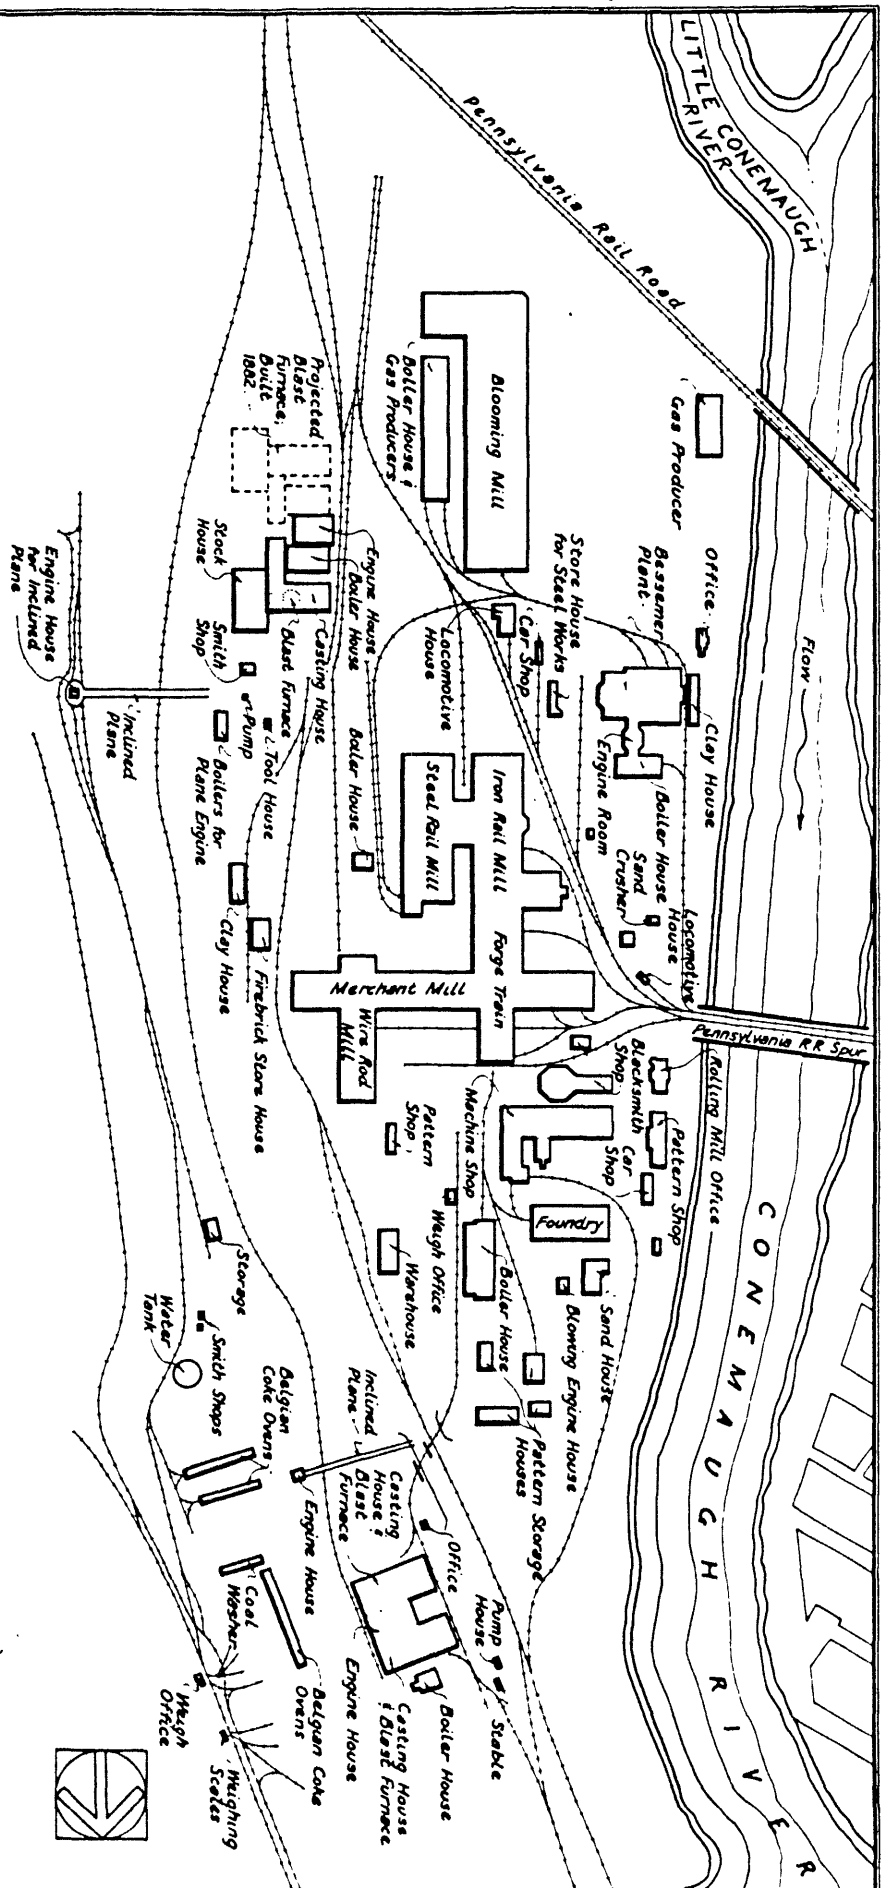 LITTLE CONEMAUGH
RIVER
Pennsylvania Rail Road
Flow
CONEMAUGH RIVER
Gas Producer
Office
Bessemer
Plant
Clay House
Boiler House
Engine Room
Sand
Crusher
Locomotive
House
Store House
for Steel Works
Car Shop
Locomotive
House
Blooming Mill
Boiler House &
Gas Producers
Projected
Blast
Furnace,
Built
1882
Engine House
Boiler House
Casting House
Blast Furnace
Stock
House
Smith
Shop
Pump
Tool House
Boiler House
Boilers for
Plane Engine
Inclined
Plane
Engine House
for Inclined
Plane
Clay House
Firebrick Store House
Steel Rail Mill
Iron Rail Mill
Forge Train
Merchant Mill
Wire Rod
Mill
Pennsylvania RR Spur
Rolling Mill Office
Blacksmith
Shop
Pattern Shop
Car
Shop
Machine Shop
Foundry
Sand House
Blowing Engine House
Boiler House
Pattern Storage
Houses
Pattern
Shop
Weigh Office
Warehouse
Storage
Smith Shops
Water
Tank
Belgian
Coke Ovens
Inclined
Plane
Engine House
Casting
House &
Blast
Furnace
Office
Pump
House
Stable
Boiler House
Casting House
& Blast Furnace
Engine House
Coal
Washer
Belgian Coke
Ovens
Weigh
Office
Weighing
Scales